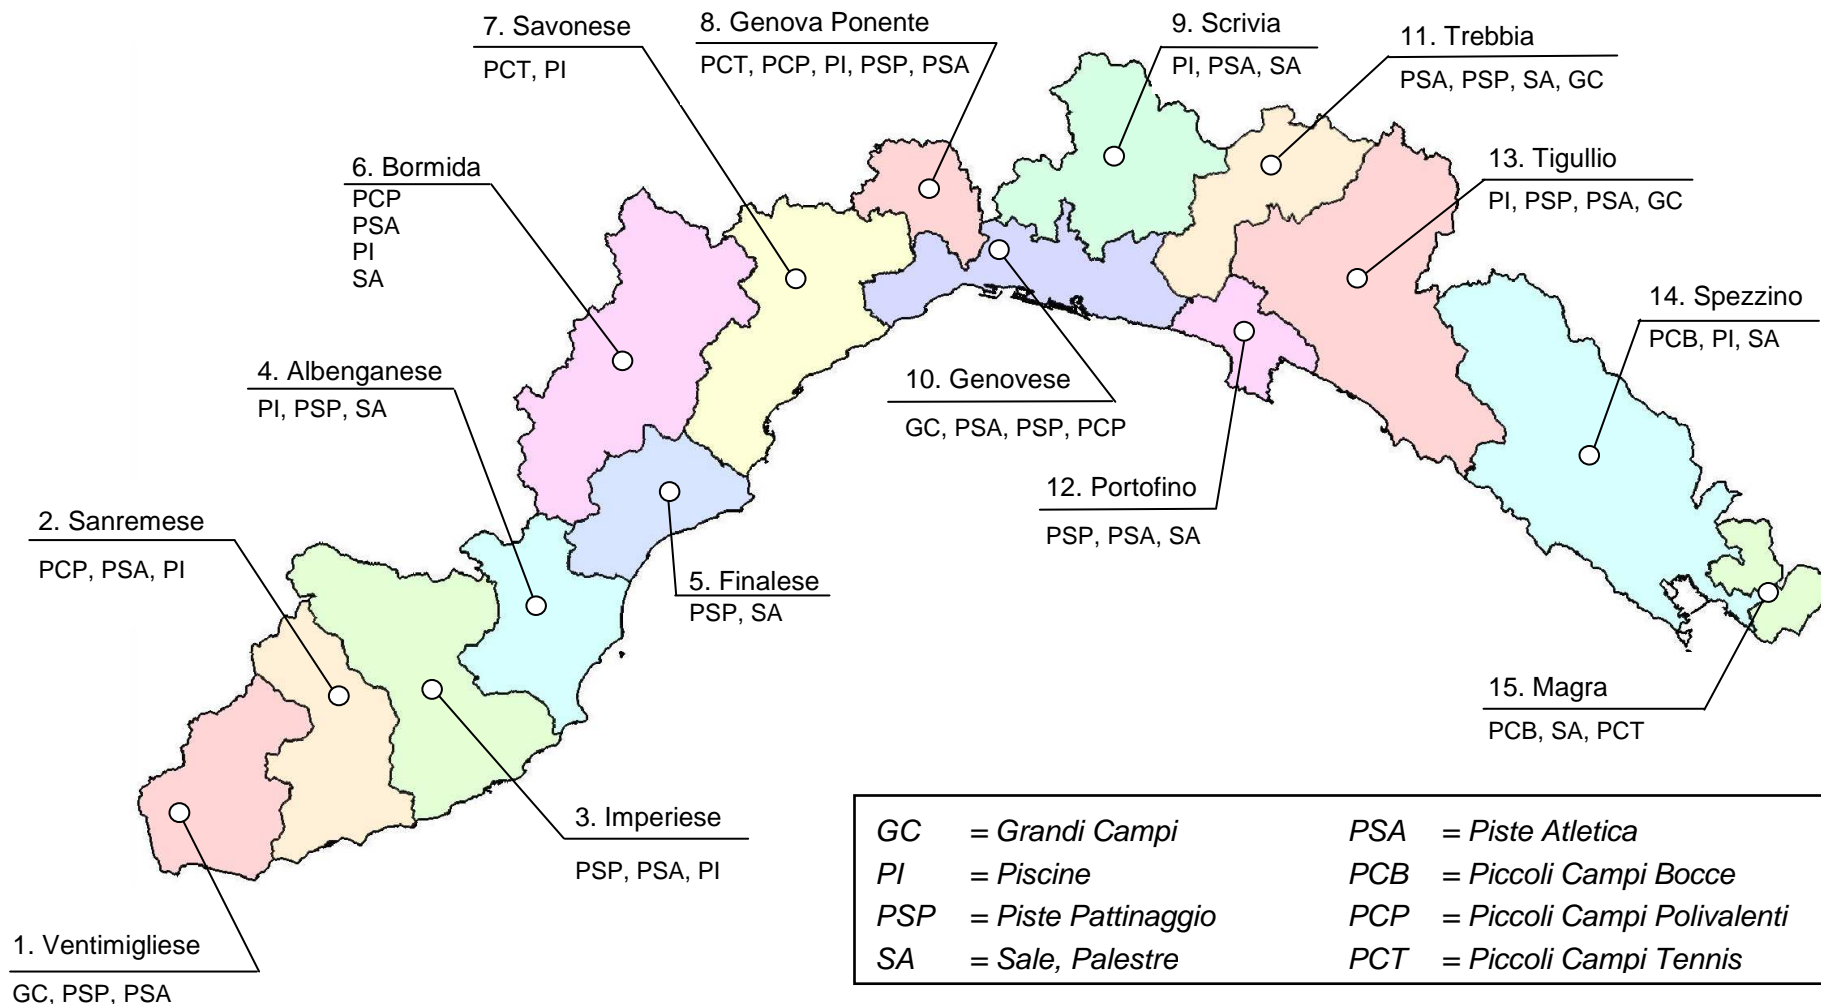 7. Savonese
PCT, PI
8. Genova Ponente
PCT, PCP, PI, PSP, PSA
9. Scrivia
PI, PSA, SA
11. Trebbia
PSA, PSP, SA, GC
6. Bormida
PCP
PSA
PI
SA
13. Tigullio
PI, PSP, PSA, GC
14. Spezzino
PCB, PI, SA
4. Albenganese
PI, PSP, SA
10. Genovese
GC, PSA, PSP, PCP
12. Portofino
PSP, PSA, SA
2. Sanremese
PCP, PSA, PI
5. Finalese
PSP, SA
15. Magra
PCB, SA, PCT
3. Imperiese
PSP, PSA, PI
1. Ventimigliese
GC, PSP, PSA
GC = Grandi Campi
PI = Piscine
PSP = Piste Pattinaggio
SA = Sale, Palestre
PSA = Piste Atletica
PCB = Piccoli Campi Bocce
PCP = Piccoli Campi Polivalenti
PCT = Piccoli Campi Tennis